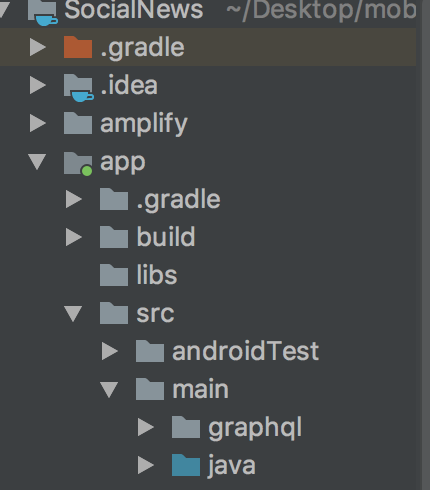 SocialNews ~/Desktop/mob
.gradle
.idea
amplify
app
.gradle
build
libs
src
androidTest
main
graphql
java